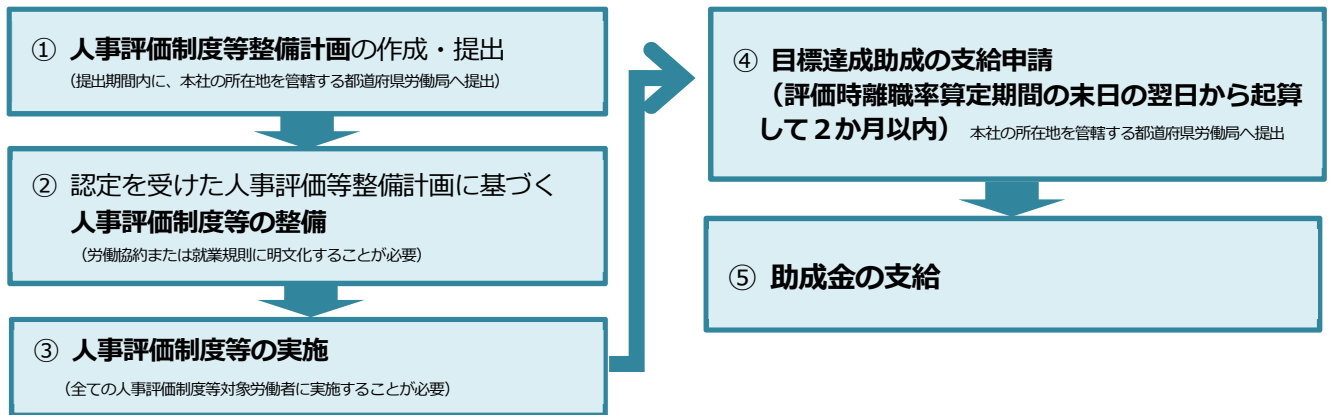 ① 人事評価制度等整備計画の作成・提出
（提出期間内に、本社の所在地を管轄する都道府県労働局へ提出）
② 認定を受けた人事評価等整備計画に基づく
人事評価制度等の整備
（労働協約または就業規則に明文化することが必要）
③ 人事評価制度等の実施
（全ての人事評価制度等対象労働者に実施することが必要）
④ 目標達成助成の支給申請
（評価時離職率算定期間の末日の翌日から起算
して２か月以内） 本社の所在地を管轄する都道府県労働局へ提出
⑤ 助成金の支給